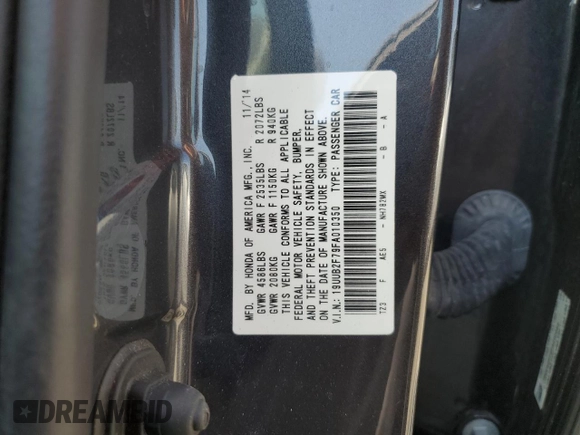 MFD. BY HONDA OF AMERICA MFG., INC. 11/'14
GVWR 4586LBS GAWR F 2535LBS R 2072LBS
GVWR 2080KG GAWR F 1150KG R 940KG
THIS VEHICLE CONFORMS TO ALL APPLICABLE
FEDERAL MOTOR VEHICLE SAFETY, BUMPER,
AND THEFT PREVENTION STANDARDS IN EFFECT
ON THE DATE OF MANUFACTURE SHOWN ABOVE.
V.I.N.: 19UUB2F79FA010350 TYPE: PASSENGER CAR
T23 F AE5 - NH782MX - B - A
DREAMBID